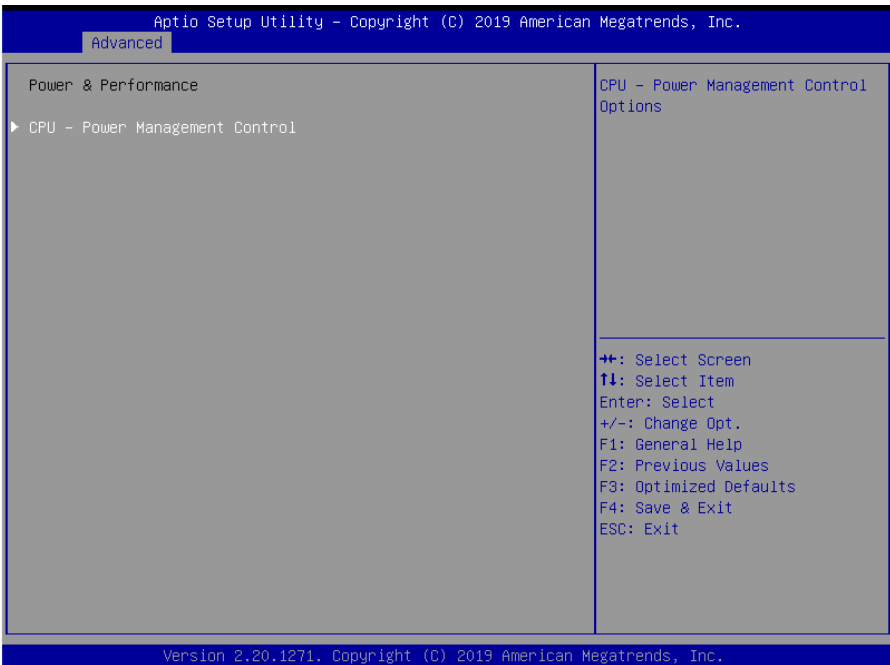 Aptio Setup Utility – Copyright (C) 2019 American Megatrends, Inc.
Advanced
Power & Performance
CPU – Power Management Control
CPU – Power Management Control
Options
→←: Select Screen
↑↓: Select Item
Enter: Select
+/-: Change Opt.
F1: General Help
F2: Previous Values
F3: Optimized Defaults
F4: Save & Exit
ESC: Exit
Version 2.20.1271. Copyright (C) 2019 American Megatrends, Inc.